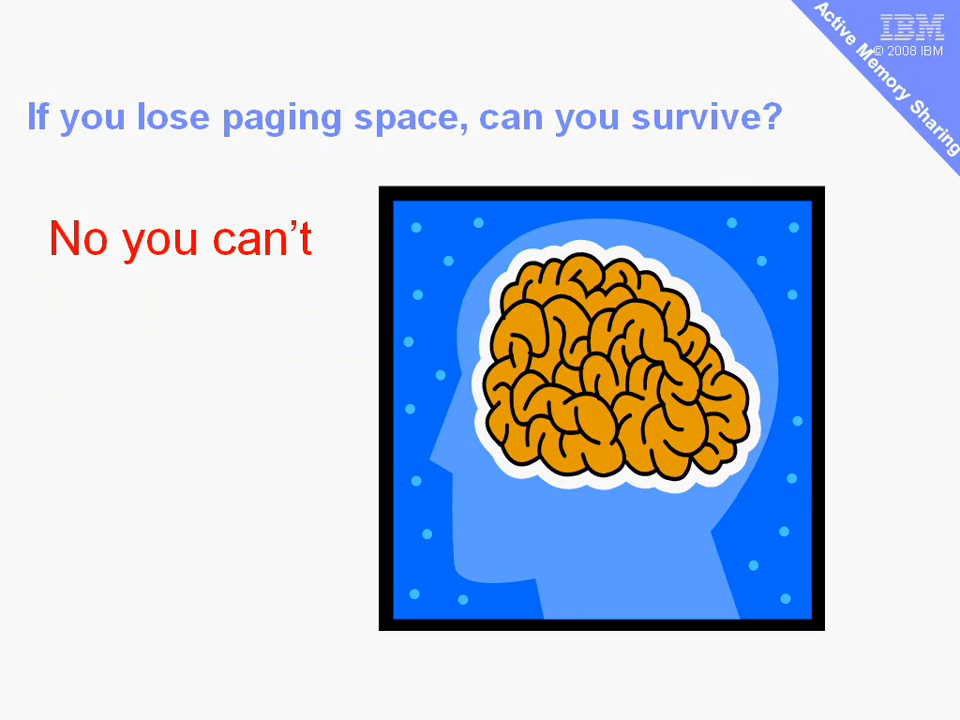 IBM
© 2008 IBM
Active Memory Sharing
If you lose paging space, can you survive?
No you can't